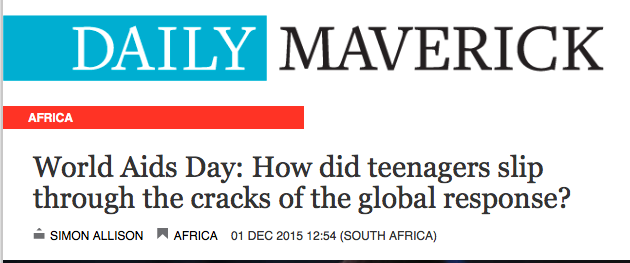 DAILY MAVERICK
AFRICA
World Aids Day: How did teenagers slip
through the cracks of the global response?
SIMON ALLISON AFRICA 01 DEC 2015 12:54 (SOUTH AFRICA)